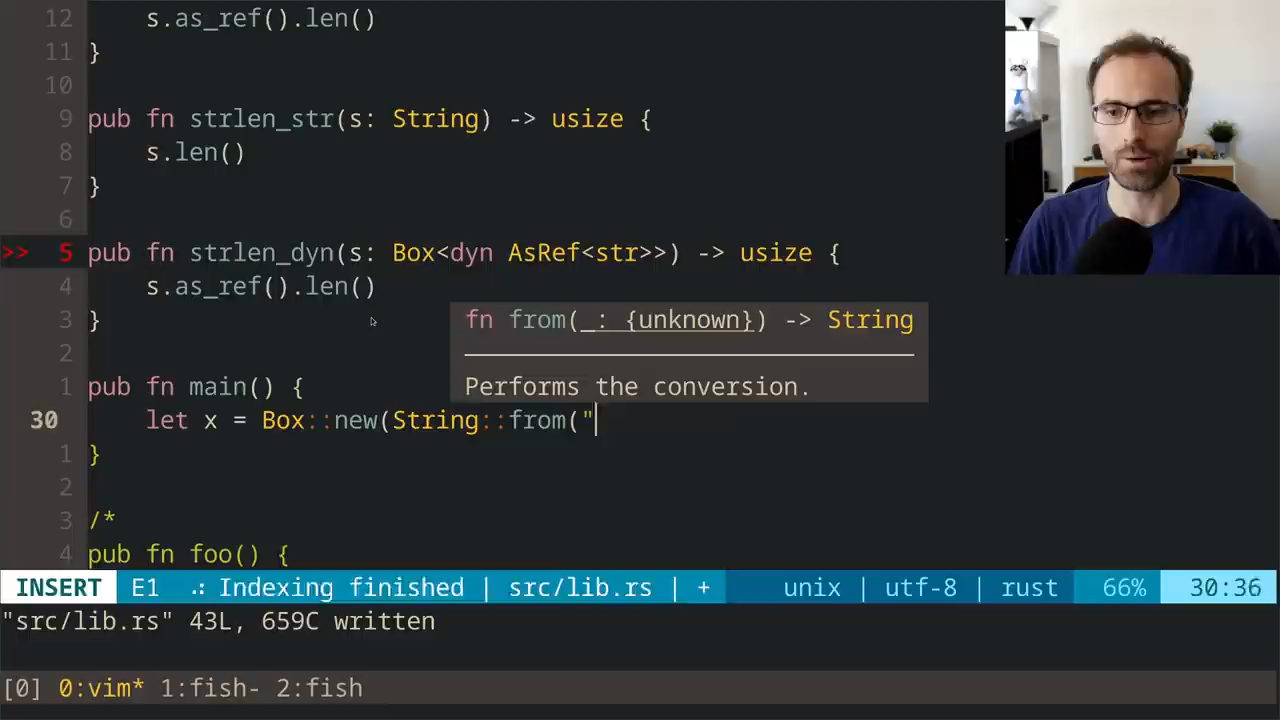 12     s.as_ref().len()
11 }
10
9 pub fn strlen_str(s: String) -> usize {
8     s.len()
7 }
6
>> 5 pub fn strlen_dyn(s: Box<dyn AsRef<str>>) -> usize {
4     s.as_ref().len()
3 }
fn from(_: {unknown}) -> String
2
Performs the conversion.
1 pub fn main() {
30     let x = Box::new(String::from("
1 }
2
3 /*
4 pub fn foo() {
INSERT E1 .: Indexing finished | src/lib.rs | + unix | utf-8 | rust 66% 30:36
"src/lib.rs" 43L, 659C written
[0] 0:vim* 1:fish- 2:fish